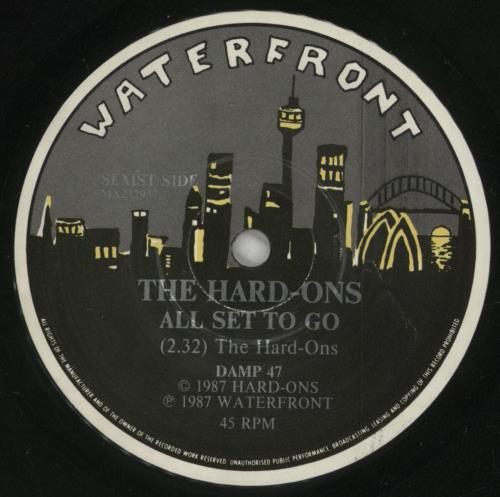 WATERFRONT
SEXIST SIDE
MX212937
THE HARD-ONS
ALL SET TO GO
(2.32) The Hard-Ons
DAMP 47
© 1987 HARD-ONS
℗ 1987 WATERFRONT
45 RPM
ALL RIGHTS OF THE MANUFACTURER AND OF THE OWNER OF THE RECORDED WORK RESERVED. UNAUTHORISED PUBLIC PERFORMANCE, BROADCASTING, LEASING AND COPYING OF THIS RECORD PROHIBITED